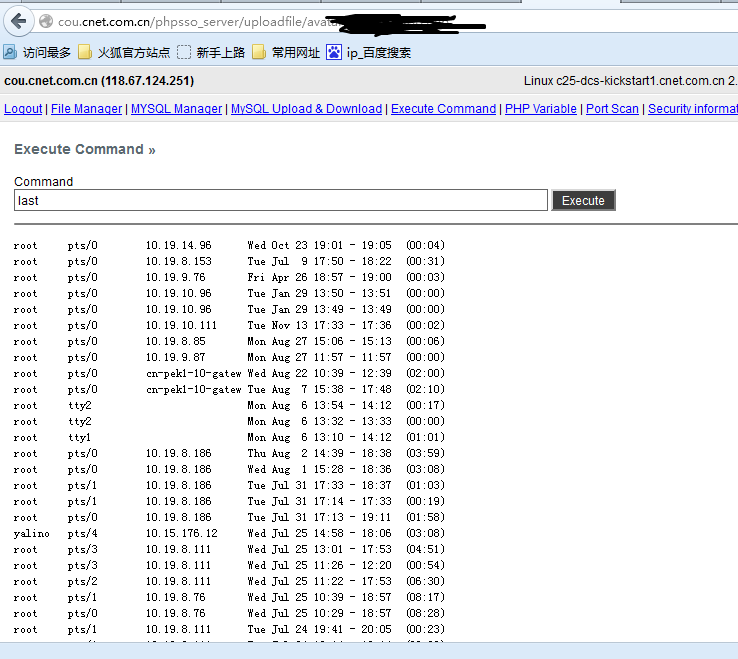 cou.cnet.com.cn/phpsso_server/uploadfile/avata
访问最多 火狐官方站点 新手上路 常用网址 ip_百度搜索
cou.cnet.com.cn (118.67.124.251) Linux c25-dcs-kickstart1.cnet.com.cn 2.
Logout | File Manager | MYSQL Manager | MySQL Upload & Download | Execute Command | PHP Variable | Port Scan | Security informat
Execute Command »
Command
last Execute
root pts/0 10.19.14.96 Wed Oct 23 19:01 - 19:05 (00:04)
root pts/0 10.19.8.153 Tue Jul 9 17:50 - 18:22 (00:31)
root pts/0 10.19.9.76 Fri Apr 26 18:57 - 19:00 (00:03)
root pts/0 10.19.10.96 Tue Jan 29 13:50 - 13:51 (00:00)
root pts/0 10.19.10.96 Tue Jan 29 13:49 - 13:49 (00:00)
root pts/0 10.19.10.111 Tue Nov 13 17:33 - 17:36 (00:02)
root pts/0 10.19.8.85 Mon Aug 27 15:06 - 15:13 (00:06)
root pts/0 10.19.9.87 Mon Aug 27 11:57 - 11:57 (00:00)
root pts/0 cn-pek1-10-gatew Wed Aug 22 10:39 - 12:39 (02:00)
root pts/0 cn-pek1-10-gatew Tue Aug 7 15:38 - 17:48 (02:10)
root tty2 Mon Aug 6 13:54 - 14:12 (00:17)
root tty2 Mon Aug 6 13:32 - 13:33 (00:00)
root tty1 Mon Aug 6 13:10 - 14:12 (01:01)
root pts/0 10.19.8.186 Thu Aug 2 14:39 - 18:38 (03:59)
root pts/0 10.19.8.186 Wed Aug 1 15:28 - 18:36 (03:08)
root pts/1 10.19.8.186 Tue Jul 31 17:33 - 18:37 (01:03)
root pts/1 10.19.8.186 Tue Jul 31 17:14 - 17:33 (00:19)
root pts/0 10.19.8.186 Tue Jul 31 17:13 - 19:11 (01:58)
yalino pts/4 10.15.176.12 Wed Jul 25 14:58 - 18:06 (03:08)
root pts/3 10.19.8.111 Wed Jul 25 13:01 - 17:53 (04:51)
root pts/3 10.19.8.111 Wed Jul 25 11:26 - 12:20 (00:54)
root pts/2 10.19.8.111 Wed Jul 25 11:22 - 17:53 (06:30)
root pts/1 10.19.8.76 Wed Jul 25 10:39 - 18:57 (08:17)
root pts/0 10.19.8.76 Wed Jul 25 10:29 - 18:57 (08:28)
root pts/1 10.19.8.111 Tue Jul 24 19:41 - 20:05 (00:23)